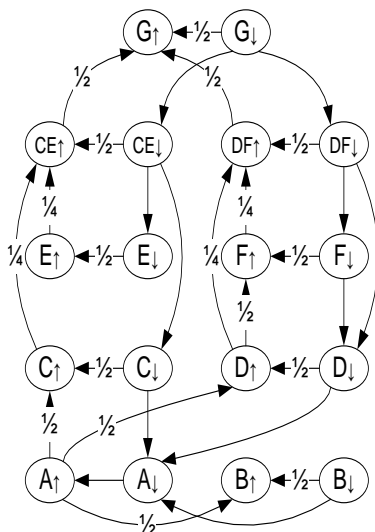 G↑ ½ G↓
½ ½
CE↑ ½ CE↓ DF↑ ½ DF↓
¼ ¼
E↑ ½ E↓ F↑ ½ F↓
¼ ¼
½
C↑ ½ C↓ D↑ ½ D↓
½ ½
A↑ A↓ B↑ ½ B↓
½